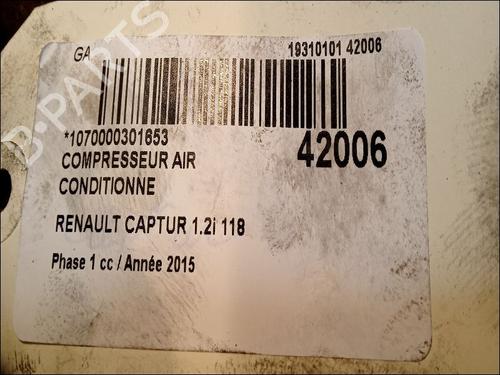 GA 19310101 42006
*1070000301653 42006
COMPRESSEUR AIR
CONDITIONNE
RENAULT CAPTUR 1.2i 118
Phase 1 cc / Année 2015
B-PARTS